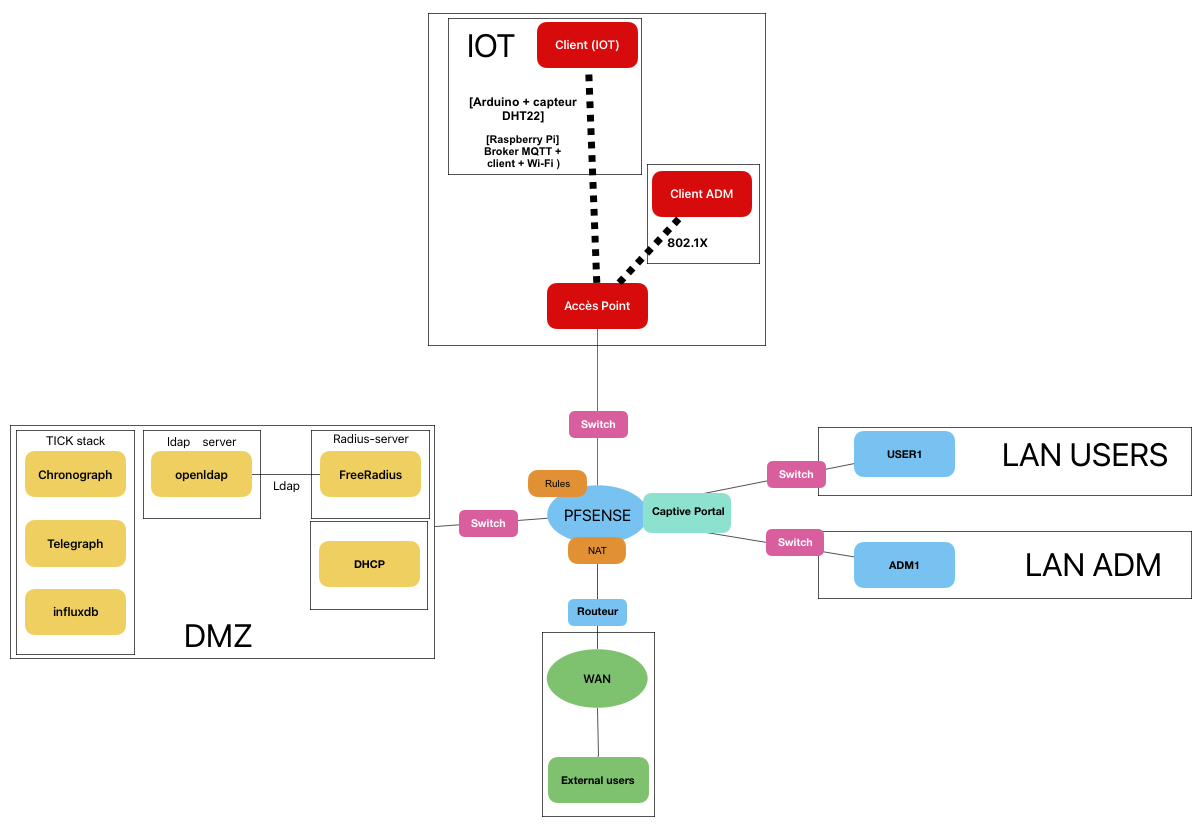 IOT
Client (IOT)
[Arduino + capteur
DHT22]
[Raspberry Pi]
Broker MQTT +
client + Wi-Fi )
Client ADM
802.1X
Accès Point
Switch
TICK stack
Chronograph
Telegraph
influxdb
ldap server
openldap
Ldap
Radius-server
FreeRadius
DHCP
DMZ
Switch
Rules
PFSENSE
NAT
Captive Portal
Switch
USER1
LAN USERS
Switch
ADM1
LAN ADM
Routeur
WAN
External users